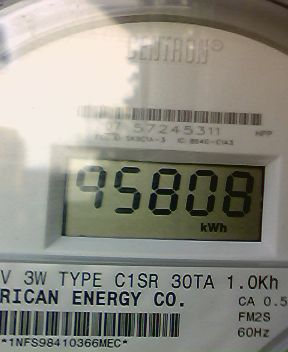 CENTRON®
57245311
HPP
95808
kWh
V 3W TYPE C1SR 30TA 1.0Kh
RICAN ENERGY CO.
CA 0.5
FM2S
60Hz
*1NFS98410366MEC*